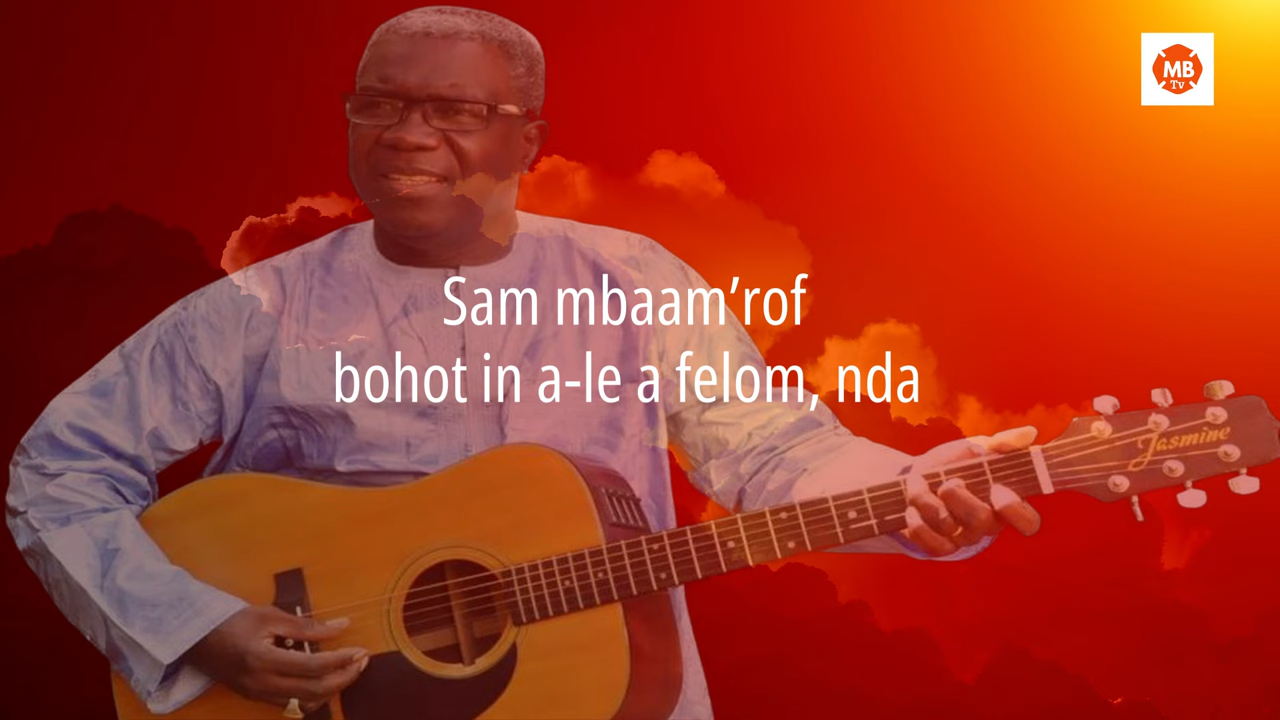 MB
Tv
Sam mbaam’rof
bohot in a-le a felom, nda
Jasmine